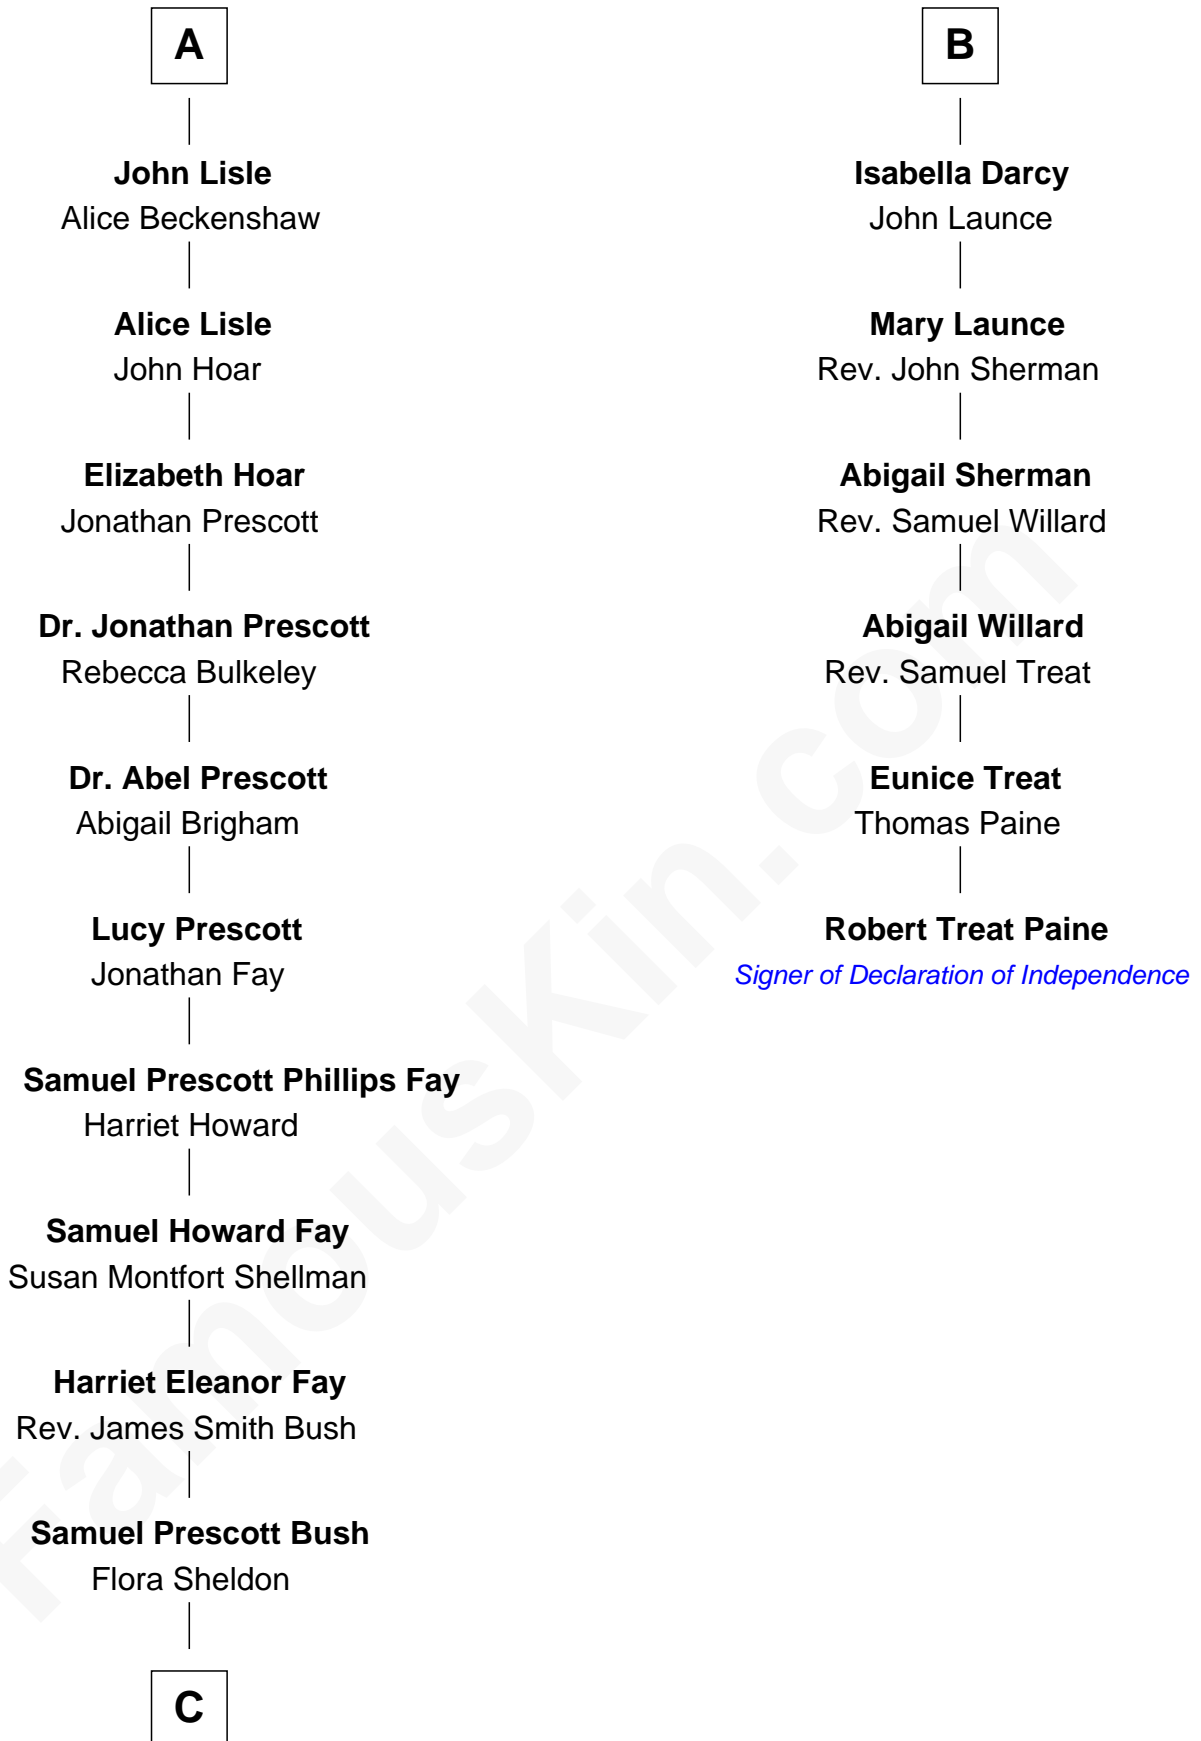 A
John Lisle
Alice Beckenshaw
Alice Lisle
John Hoar
Elizabeth Hoar
Jonathan Prescott
Dr. Jonathan Prescott
Rebecca Bulkeley
Dr. Abel Prescott
Abigail Brigham
Lucy Prescott
Jonathan Fay
Samuel Prescott Phillips Fay
Harriet Howard
Samuel Howard Fay
Susan Montfort Shellman
Harriet Eleanor Fay
Rev. James Smith Bush
Samuel Prescott Bush
Flora Sheldon
C
B
Isabella Darcy
John Launce
Mary Launce
Rev. John Sherman
Abigail Sherman
Rev. Samuel Willard
Abigail Willard
Rev. Samuel Treat
Eunice Treat
Thomas Paine
Robert Treat Paine
Signer of Declaration of Independence
FamousKin.com